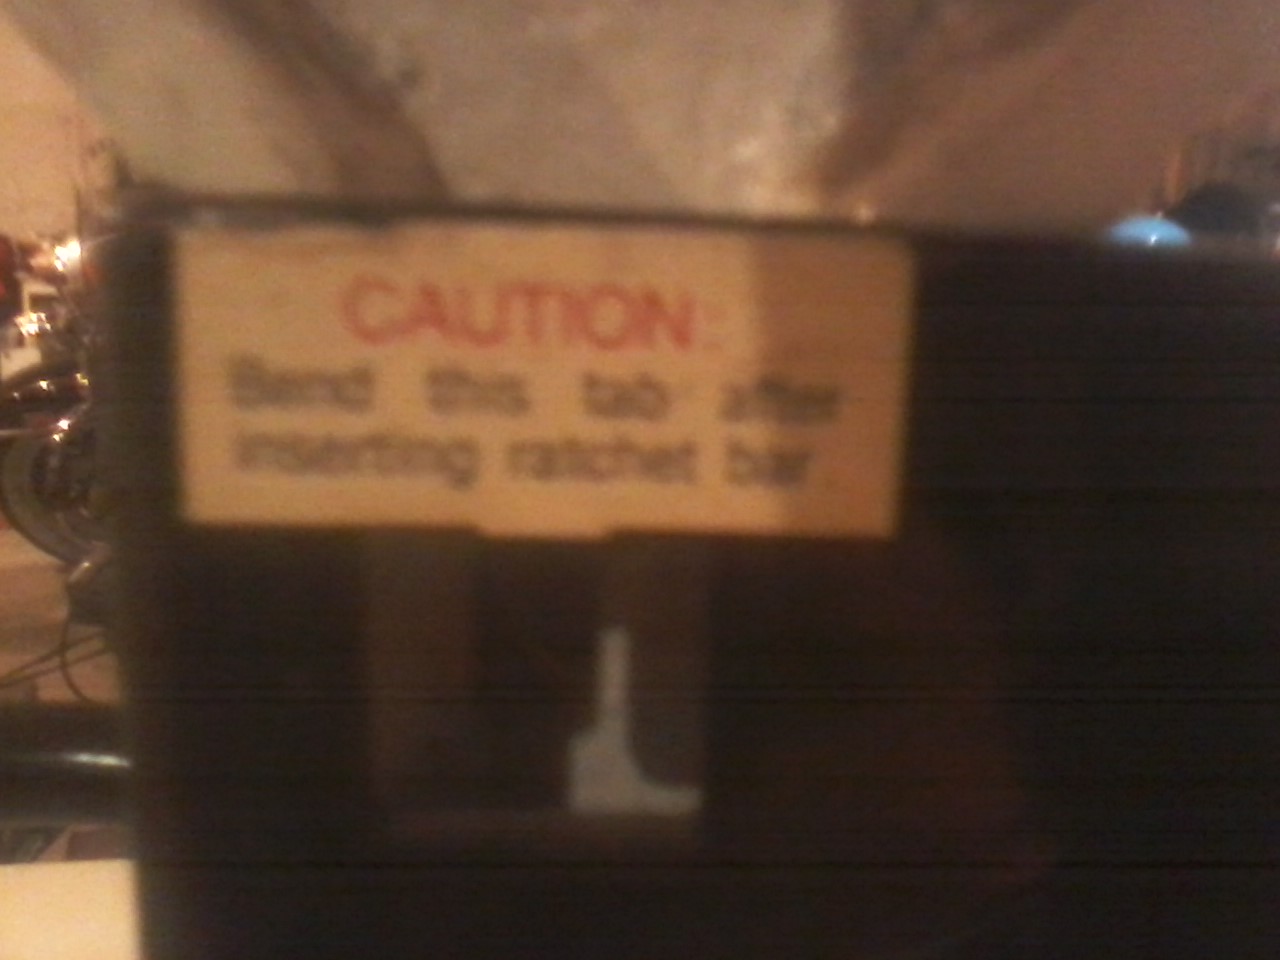 CAUTION:
Bend this tab after
inserting ratchet bar.